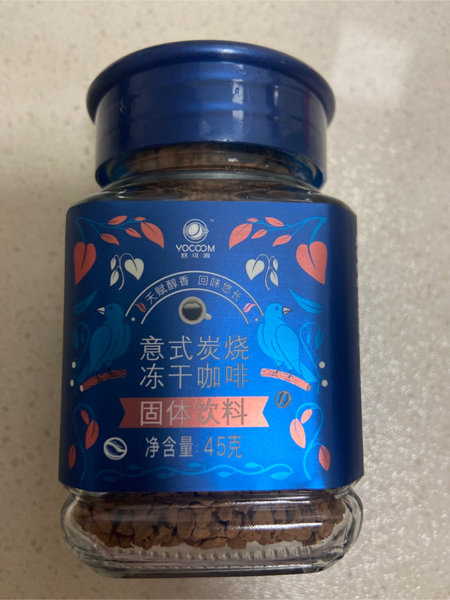 YOCOOM
天赋醇香 回味悠长
意式炭烧
冻干咖啡
固体饮料
净含量:45克